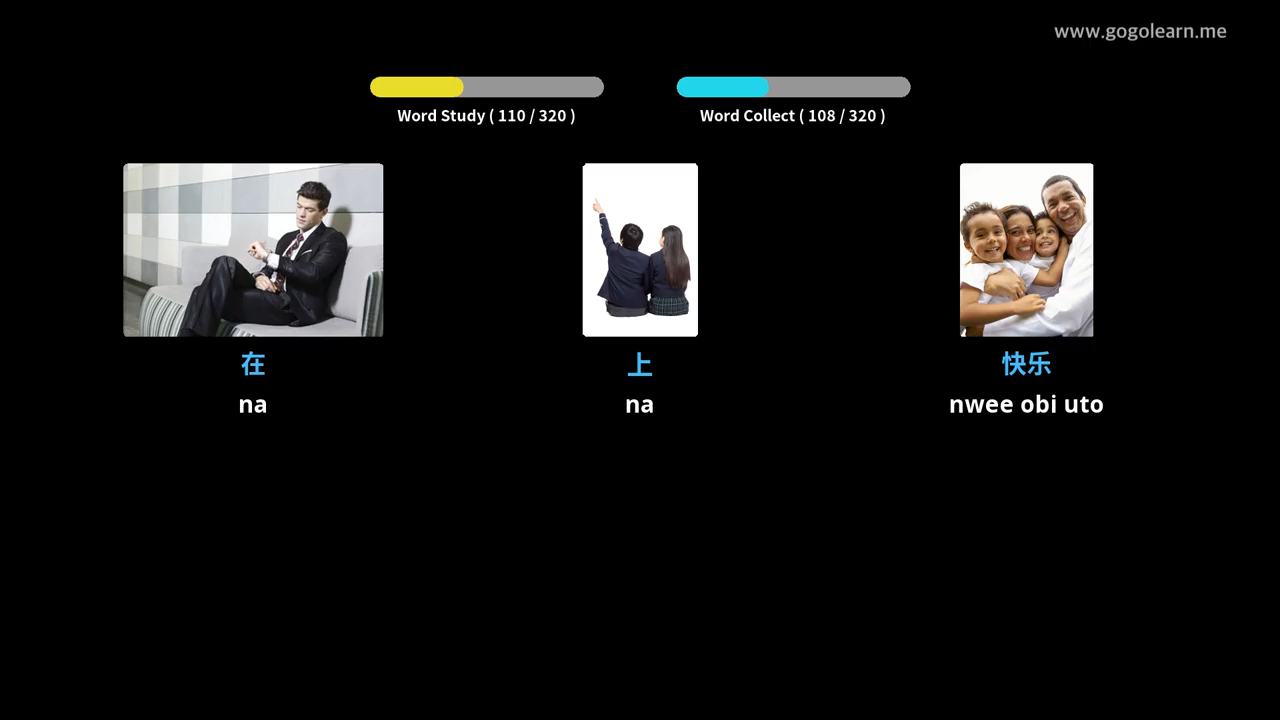 www.gogolearn.me
Word Study ( 110 / 320 )
Word Collect ( 108 / 320 )
在
na
上
na
快乐
nwee obi uto